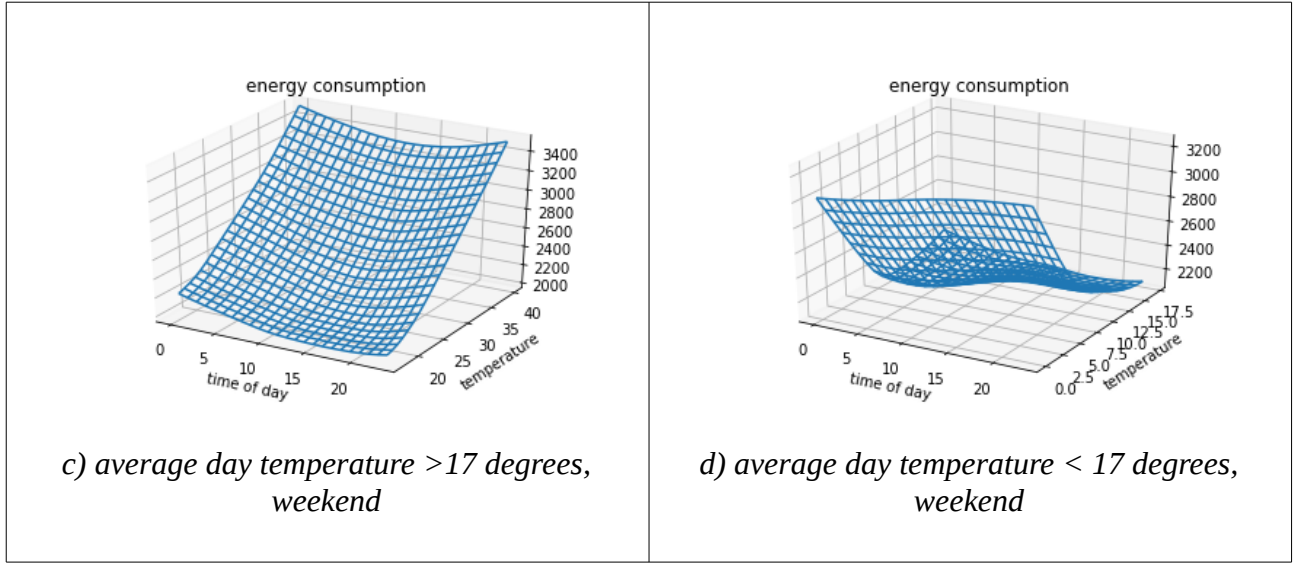 energy consumption
3400
3200
3000
2800
2600
2400
2200
2000
0 5 10 15 20
time of day
20 25 30 35 40
temperature
c) average day temperature >17 degrees,
weekend
energy consumption
3200
3000
2800
2600
2400
2200
0 5 10 15 20
time of day
0.0 2.5 5.0 7.5 10.0 12.5 15.0 17.5
temperature
d) average day temperature < 17 degrees,
weekend